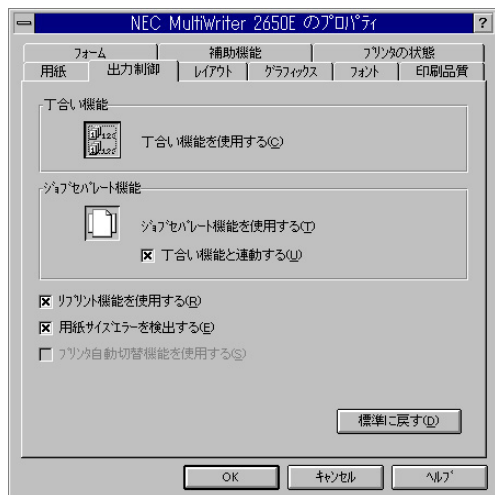 NEC MultiWriter 2650E のﾌﾟﾛﾊﾟﾃｨ
?
ﾌｫｰﾑ 補助機能 ﾌﾟﾘﾝﾀの状態
用紙 出力制御 ﾚｲｱｳﾄ ｸﾞﾗﾌｨｯｸｽ ﾌｫﾝﾄ 印刷品質
丁合い機能
丁合い機能を使用する(C)
ｼﾞｮﾌﾞｾﾊﾟﾚｰﾄ機能
ｼﾞｮﾌﾞｾﾊﾟﾚｰﾄ機能を使用する(T)
丁合い機能と連動する(U)
ﾘﾌﾟﾘﾝﾄ機能を使用する(R)
用紙ｻｲｽﾞｴﾗｰを検出する(E)
ﾌﾟﾘﾝﾀ自動切替機能を使用する(S)
標準に戻す(D)
OK ｷｬﾝｾﾙ ﾍﾙﾌﾟ